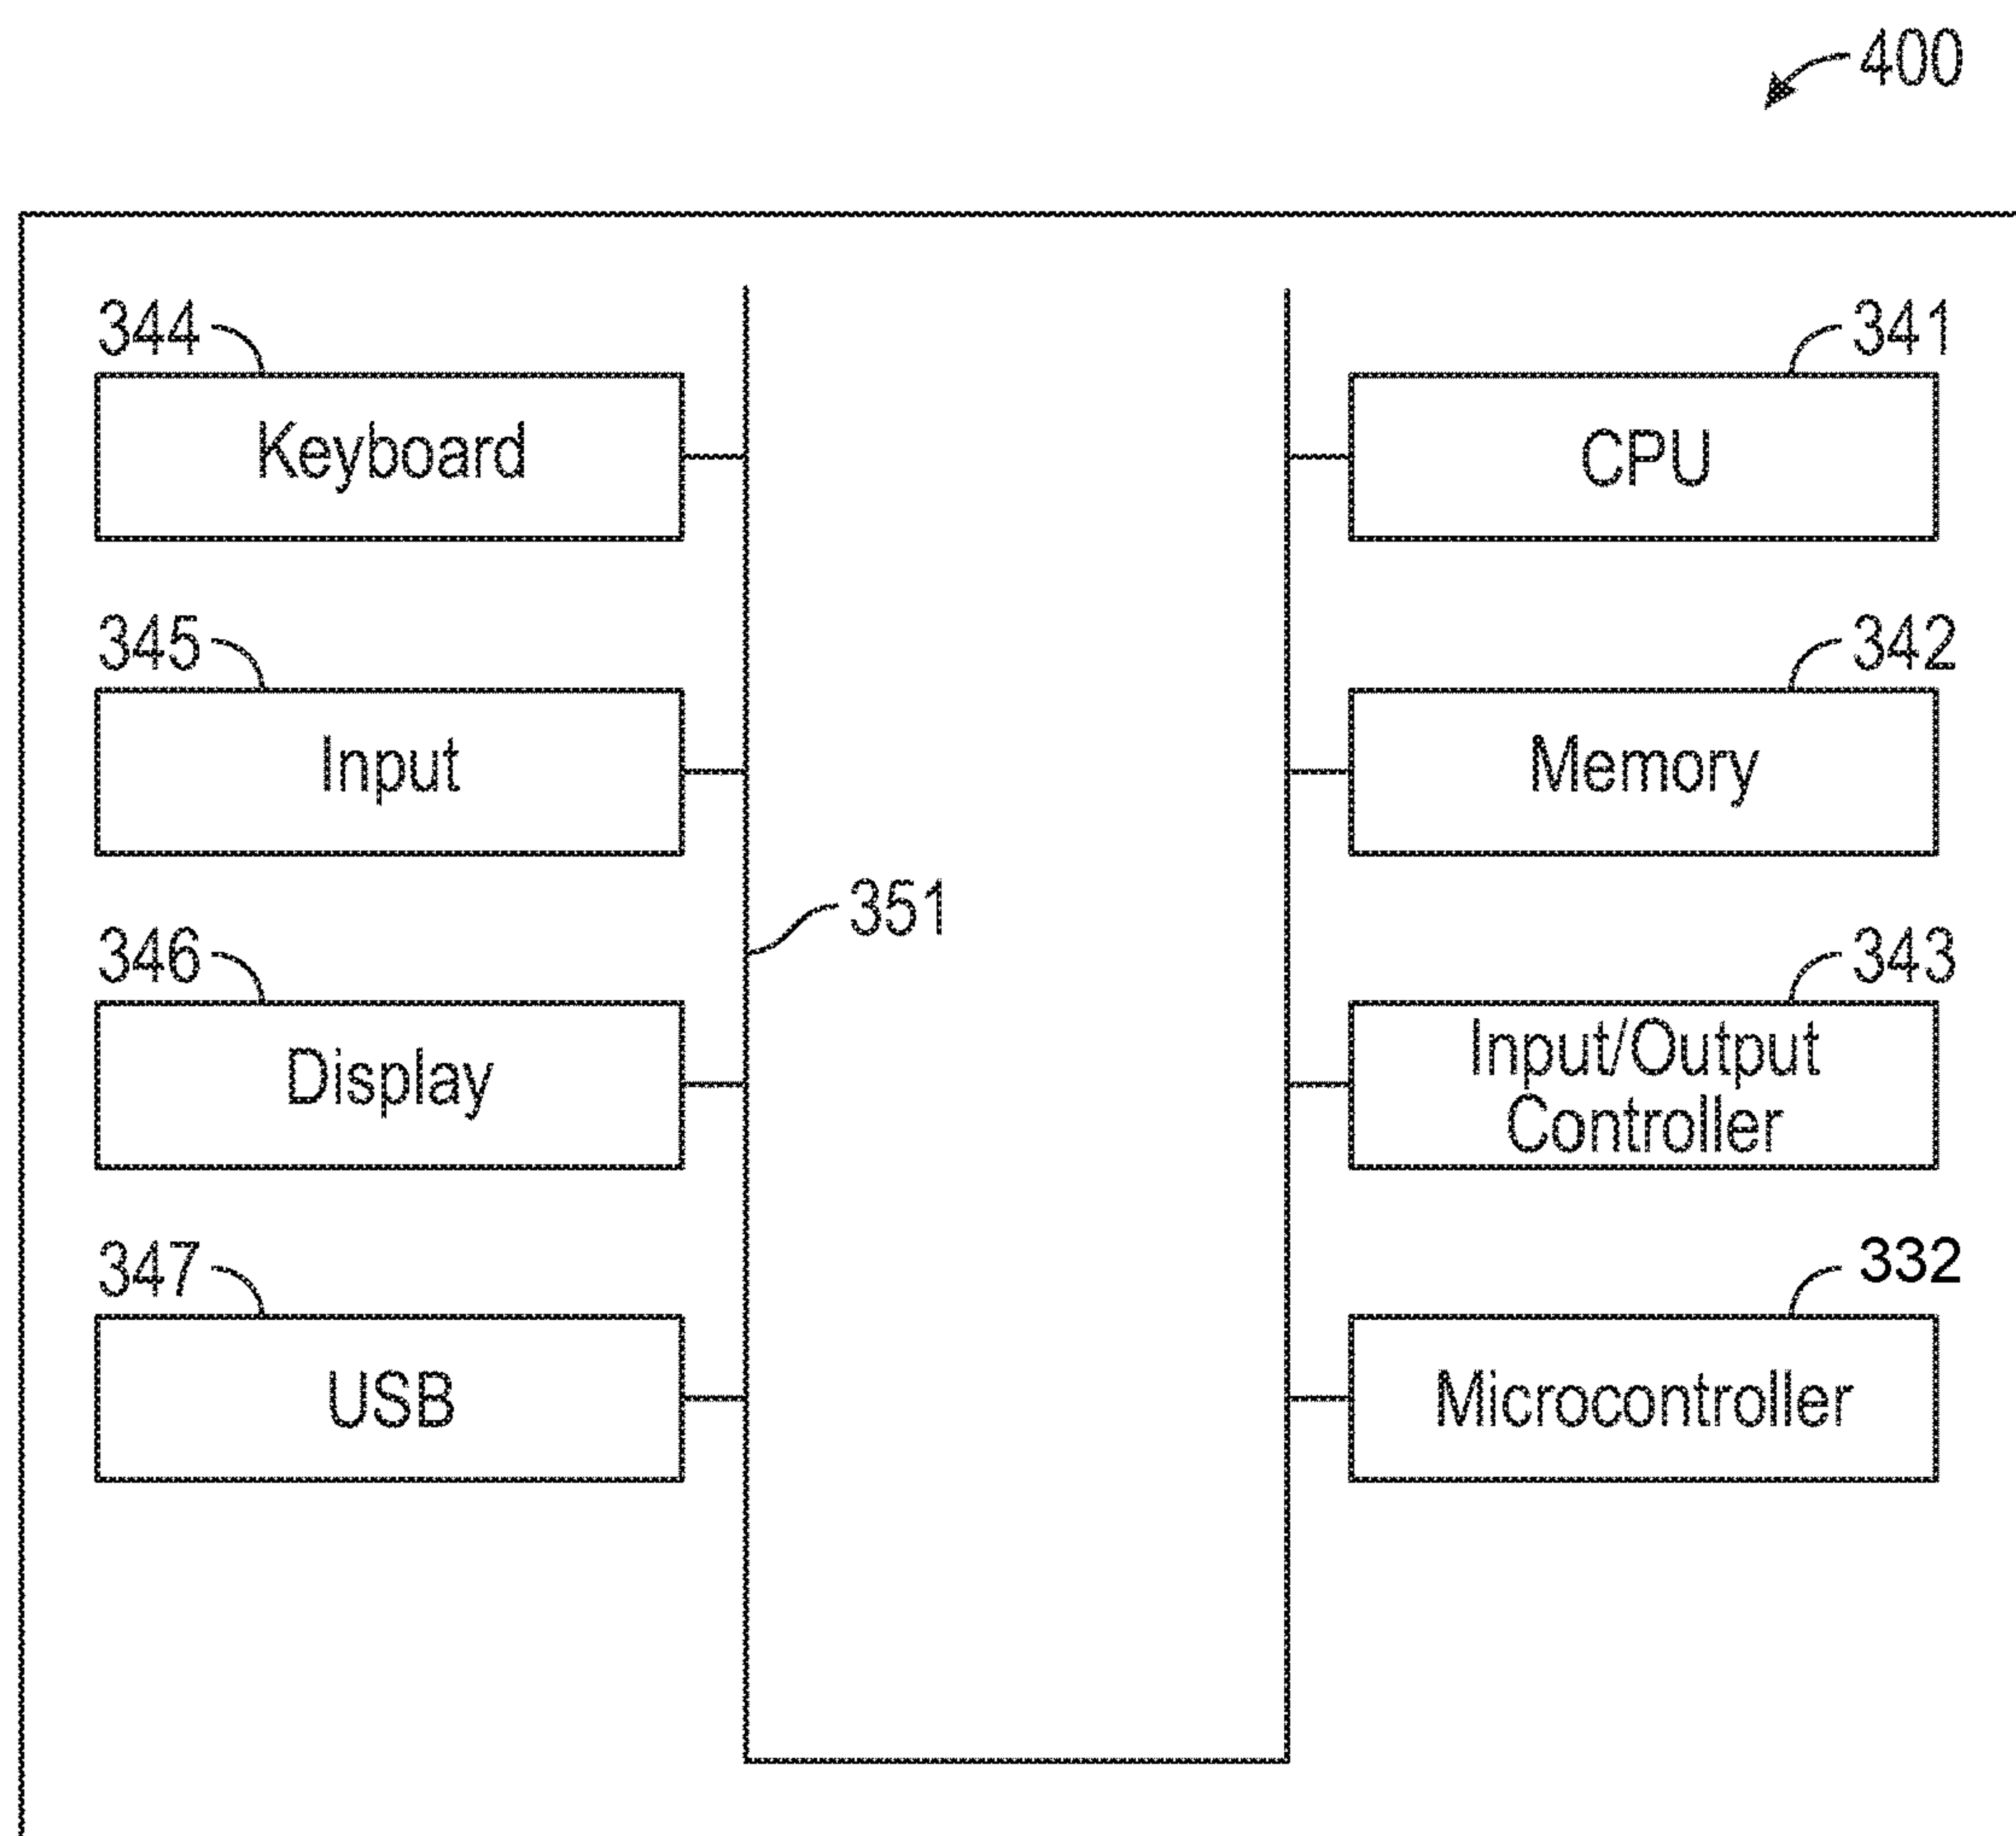 400
344
Keyboard
341
CPU
345
Input
342
Memory
351
346
Display
343
Input/Output
Controller
347
USB
332
Microcontroller